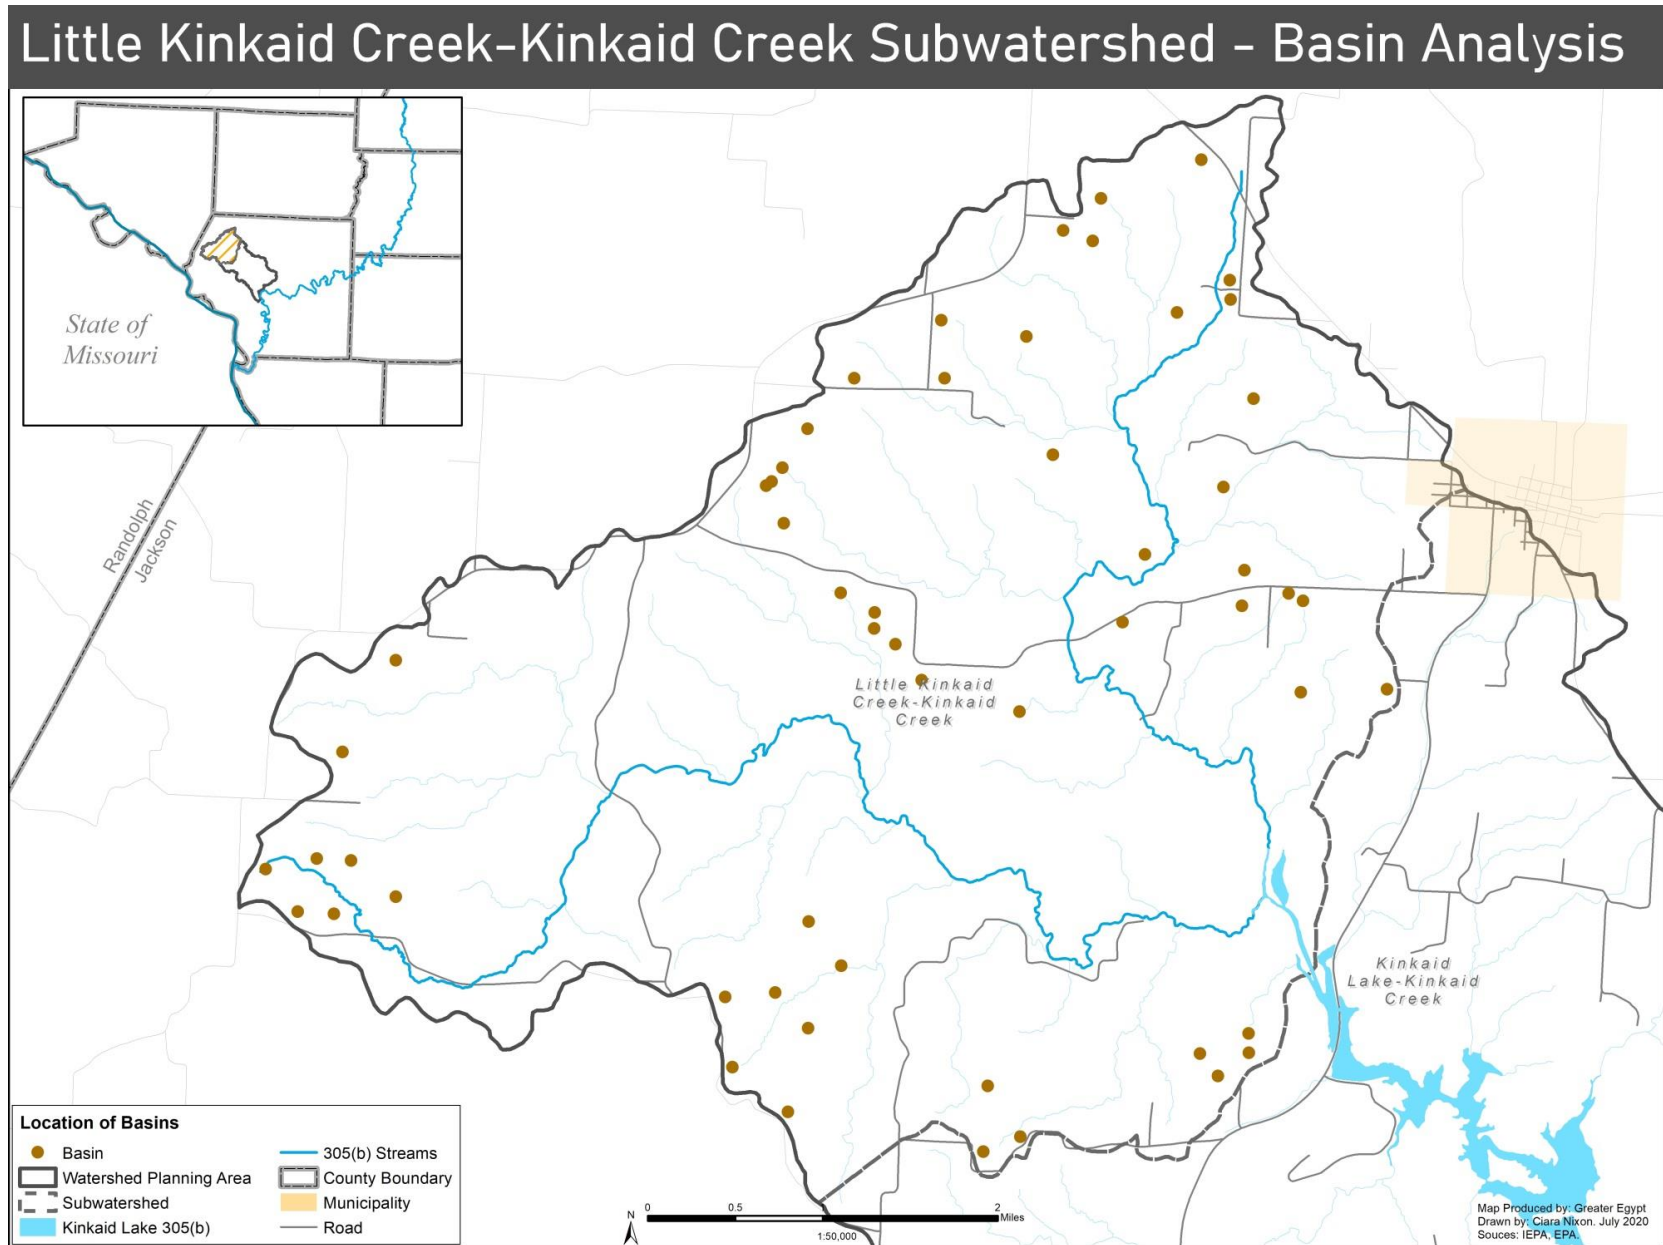 Little Kinkaid Creek-Kinkaid Creek Subwatershed - Basin Analysis
State of
Missouri
Randolph
Jackson
Little Kinkaid
Creek-Kinkaid
Creek
Kinkaid
Lake-Kinkaid
Creek
Location of Basins
Basin
Watershed Planning Area
Subwatershed
Kinkaid Lake 305(b)
305(b) Streams
County Boundary
Municipality
Road
N
0 0.5 2
Miles
1:50,000
Map Produced by: Greater Egypt
Drawn by: Ciara Nixon. July 2020
Souces: IEPA, EPA.